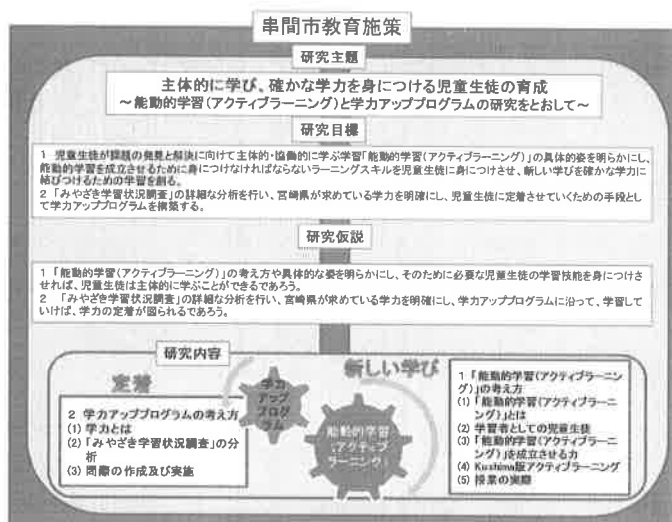 串間市教育施策
研究主題
主体的に学び、確かな学力を身につける児童生徒の育成
～能動的学習(アクティブラーニング)と学力アッププログラムの研究をとおして～
研究目標
1 児童生徒が課題の発見と解決に向けて主体的・協働的に学ぶ学習「能動的学習(アクティブラーニング)」の具体的姿を明らかにし、
能動的学習を成立させるために身につけなければならないラーニングスキルを児童生徒に身につけさせ、新しい学びを確かな学力に
結びつけるための学習を創る。
2 「みやざき学習状況調査」の詳細な分析を行い、宮崎県が求めている学力を明確にし、児童生徒に定着させていくための手段とし
て学力アッププログラムを構築する。
研究仮説
1 「能動的学習(アクティブラーニング)の考え方や具体的な姿を明らかにし、そのために必要な児童生徒の学習技能を身につけさ
せれば、児童生徒は主体的に学ぶことができるであろう。
2 「みやざき学習状況調査」の詳細な分析を行い、宮崎県が求めている学力を明確にし、学力アッププログラムに沿って、学習して
いけば、学力の定着が図られるであろう。
研究内容
定着
2 学力アッププログラムの考え方
(1) 学力とは
(2) 「みやざき学習状況調査」の分
析
(3) 問題の作成及び実施
学力
アップ
プログ
ラム
新しい学び
能動的学習
(アクティブ
ラーニング)
1 「能動的学習(アクティブラーニン
グ)」の考え方
(1) 「能動的学習(アクティブラーニ
ング)」とは
(2) 学習者としての児童生徒
(3) 「能動的学習(アクティブラーニ
ング)」を成立させる力
(4) Kushima版アクティブラーニング
(5) 授業の実際